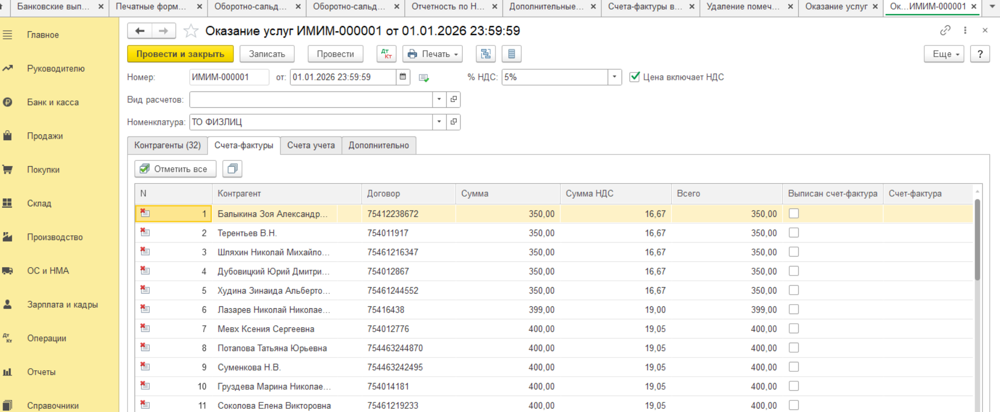 Банковские вып... × Печатные форм... × Оборотно-сальд... × Оборотно-сальд... × Отчетность по Н... × Дополнительные... × Счета-фактуры в... × Удаление помеч... × Оказание услуг × Ок...ИМИМ-000001 ×
Главное
Руководителю
Банк и касса
Продажи
Покупки
Склад
Производство
ОС и НМА
Зарплата и кадры
Операции
Отчеты
Справочники
Оказание услуг ИМИМ-000001 от 01.01.2026 23:59:59
Провести и закрыть Записать Провести Дт Кт Печать Еще ?
Номер: ИМИМ-000001 от: 01.01.2026 23:59:59 % НДС: 5% Цена включает НДС
Вид расчетов:
Номенклатура: ТО ФИЗЛИЦ
Контрагенты (32) Счета-фактуры Счета учета Дополнительно
Отметить все
N Контрагент Договор Сумма Сумма НДС Всего Выписан счет-фактура Счет-фактура
1 Балыкина Зоя Александр... 75412238672 350,00 16,67 350,00
2 Терентьев В.Н. 754011917 350,00 16,67 350,00
3 Шляхин Николай Михайло... 75461216347 350,00 16,67 350,00
4 Дубовицкий Юрий Дмитри... 754012867 350,00 16,67 350,00
5 Худина Зинаида Альберто... 75461244552 350,00 16,67 350,00
6 Лазарев Николай Николае... 75416438 399,00 19,00 399,00
7 Мевх Ксения Сергеевна 754012776 400,00 19,05 400,00
8 Потапова Татьяна Юрьевна 754463244870 400,00 19,05 400,00
9 Суменкова Н.В. 754463242495 400,00 19,05 400,00
10 Груздева Марина Николае... 754014181 400,00 19,05 400,00
11 Соколова Елена Викторовна 75461219233 400,00 19,05 400,00